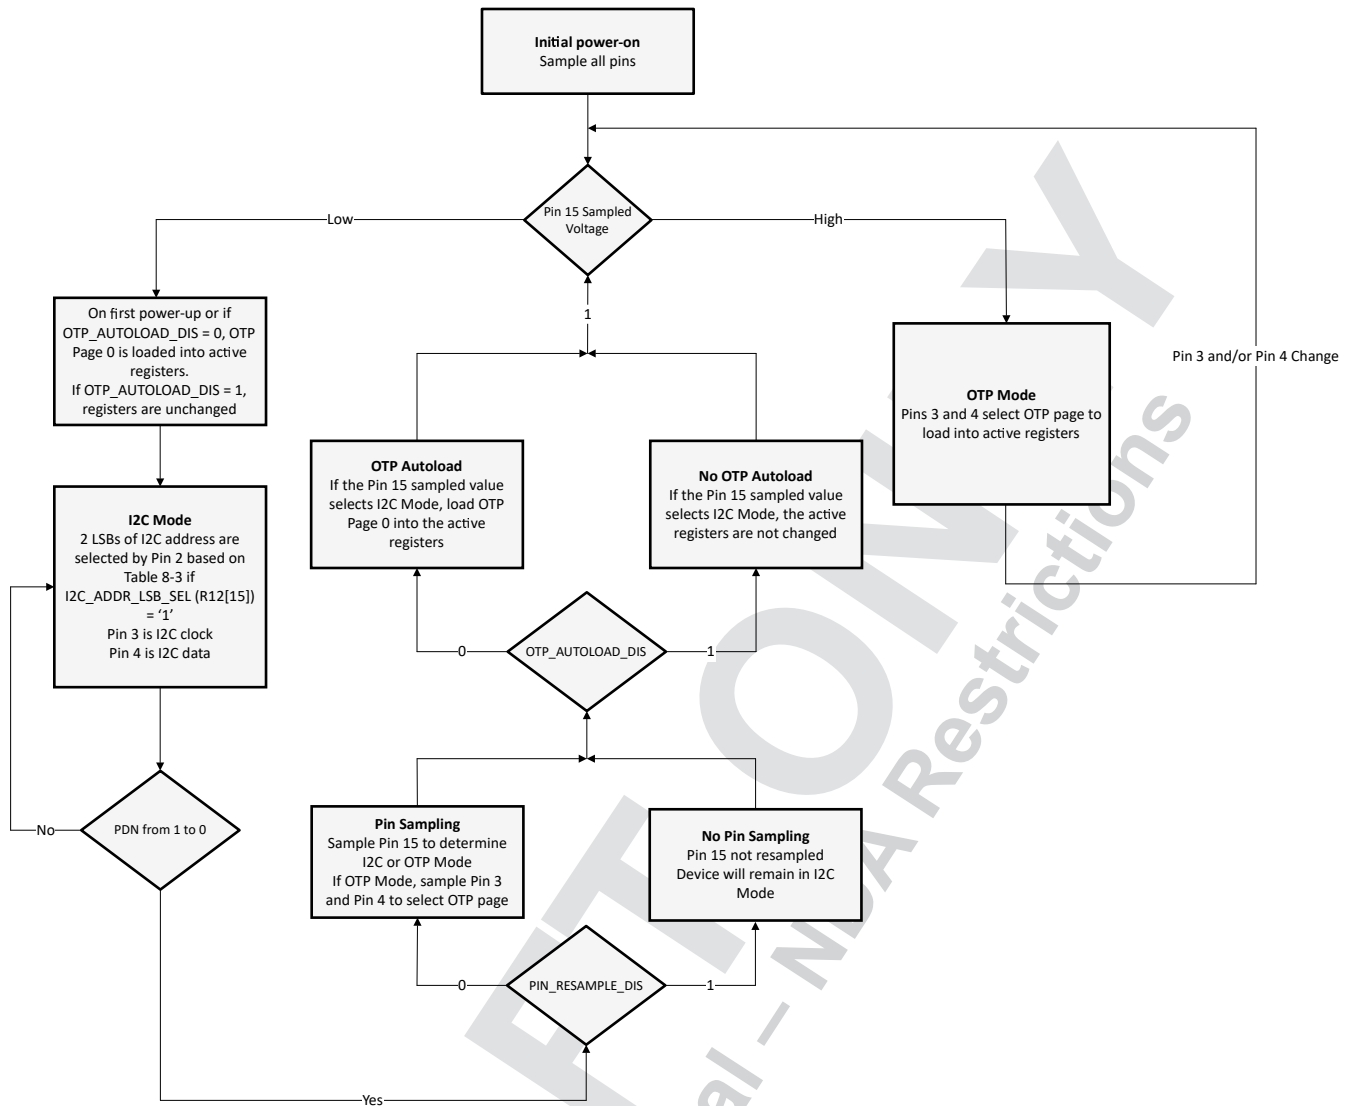 Initial power-on
Sample all pins
Pin 15 Sampled
Voltage
Low
High
1
On first power-up or if
OTP_AUTOLOAD_DIS = 0, OTP
Page 0 is loaded into active
registers.
If OTP_AUTOLOAD_DIS = 1,
registers are unchanged
OTP Mode
Pins 3 and 4 select OTP page to
load into active registers
Pin 3 and/or Pin 4 Change
OTP Autoload
If the Pin 15 sampled value
selects I2C Mode, load OTP
Page 0 into the active
registers
No OTP Autoload
If the Pin 15 sampled value
selects I2C Mode, the active
registers are not changed
I2C Mode
2 LSBs of I2C address are
selected by Pin 2 based on
Table 8-3 if
I2C_ADDR_LSB_SEL (R12[15])
= ‘1’
Pin 3 is I2C clock
Pin 4 is I2C data
0
OTP_AUTOLOAD_DIS
1
No
PDN from 1 to 0
Pin Sampling
Sample Pin 15 to determine
I2C or OTP Mode
If OTP Mode, sample Pin 3
and Pin 4 to select OTP page
No Pin Sampling
Pin 15 not resampled
Device will remain in I2C
Mode
0
PIN_RESAMPLE_DIS
1
Yes
NDA Restrictions